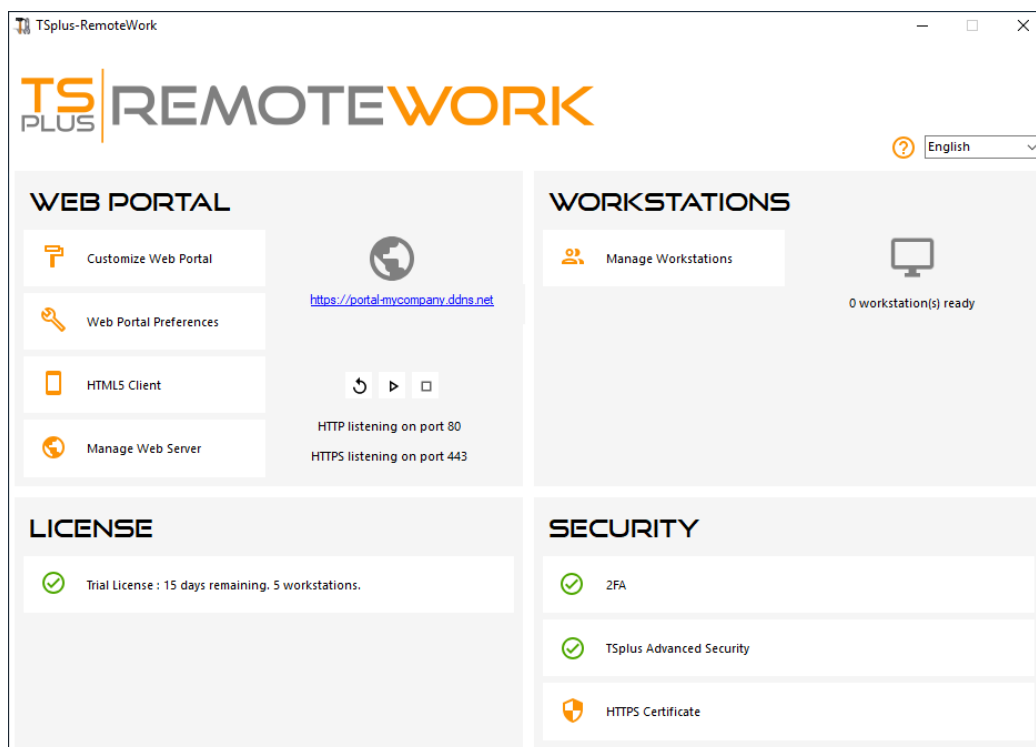 TSplus-RemoteWork
TS
PLUS
REMOTEWORK
English
WEB PORTAL
Customize Web Portal
https://portal-mycompany.ddns.net
Web Portal Preferences
HTML5 Client
HTTP listening on port 80
Manage Web Server
HTTPS listening on port 443
WORKSTATIONS
Manage Workstations
0 workstation(s) ready
LICENSE
Trial License : 15 days remaining. 5 workstations.
SECURITY
2FA
TSplus Advanced Security
HTTPS Certificate